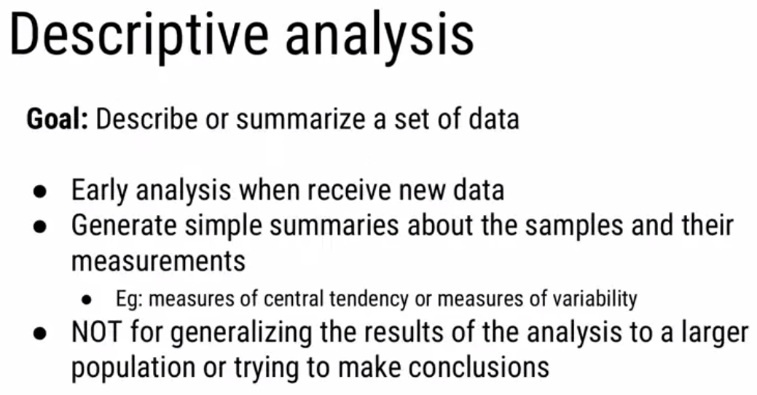 Descriptive analysis
Goal: Describe or summarize a set of data
● Early analysis when receive new data
● Generate simple summaries about the samples and their
measurements
● Eg: measures of central tendency or measures of variability
● NOT for generalizing the results of the analysis to a larger
population or trying to make conclusions